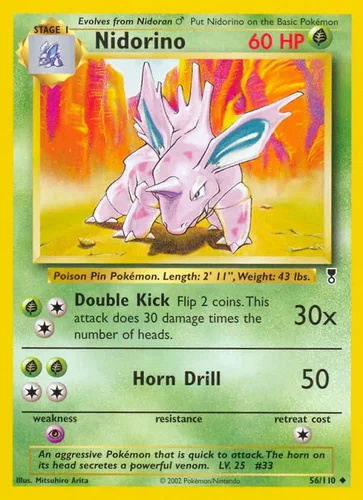 Evolves from Nidoran ♂ Put Nidorino on the Basic Pokémon
STAGE 1
Nidorino 60 HP
Poison Pin Pokémon. Length: 2' 11", Weight: 43 lbs.
Double Kick Flip 2 coins. This
attack does 30 damage times the
number of heads.
30x
Horn Drill 50
weakness resistance retreat cost
An aggressive Pokémon that is quick to attack. The horn on
its head secretes a powerful venom. LV. 25 #33
Illus. Mitsuhiro Arita ©2002 Pokémon/Nintendo. 56/110 ◆